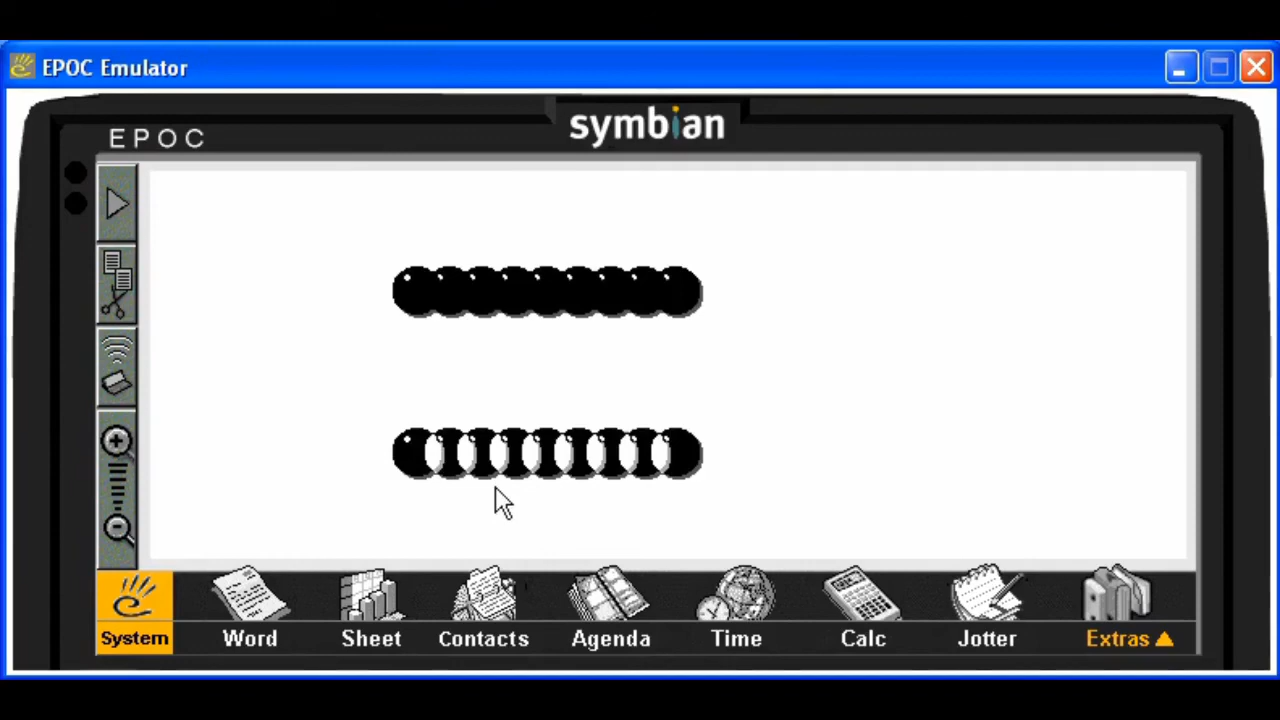 EPOC Emulator
symbian
EPOC
System
Word
Sheet
Contacts
Agenda
Time
Calc
Jotter
Extras